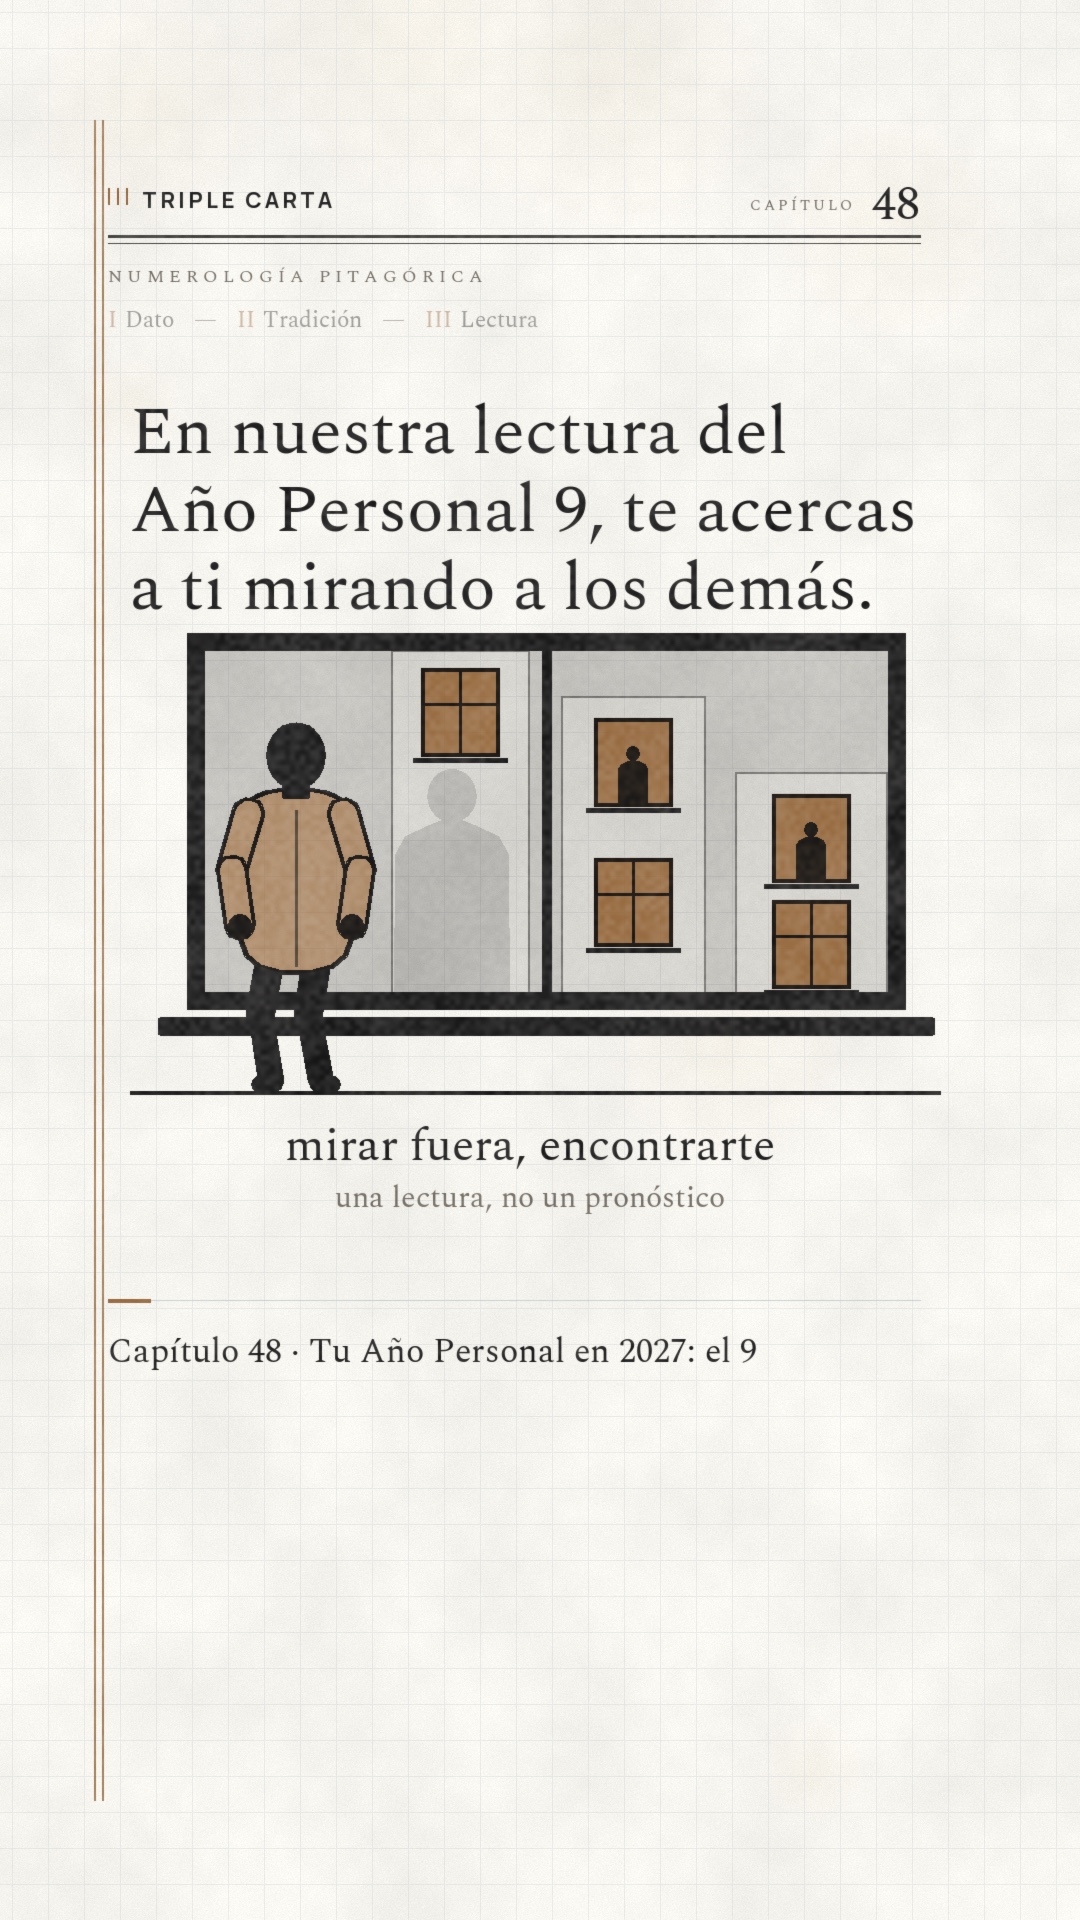 TRIPLE CARTA
CAPÍTULO 48
NUMEROLOGÍA PITAGÓRICA
I Dato — II Tradición — III Lectura
En nuestra lectura del
Año Personal 9, te acercas
a ti mirando a los demás.
mirar fuera, encontrarte
una lectura, no un pronóstico
Capítulo 48 · Tu Año Personal en 2027: el 9